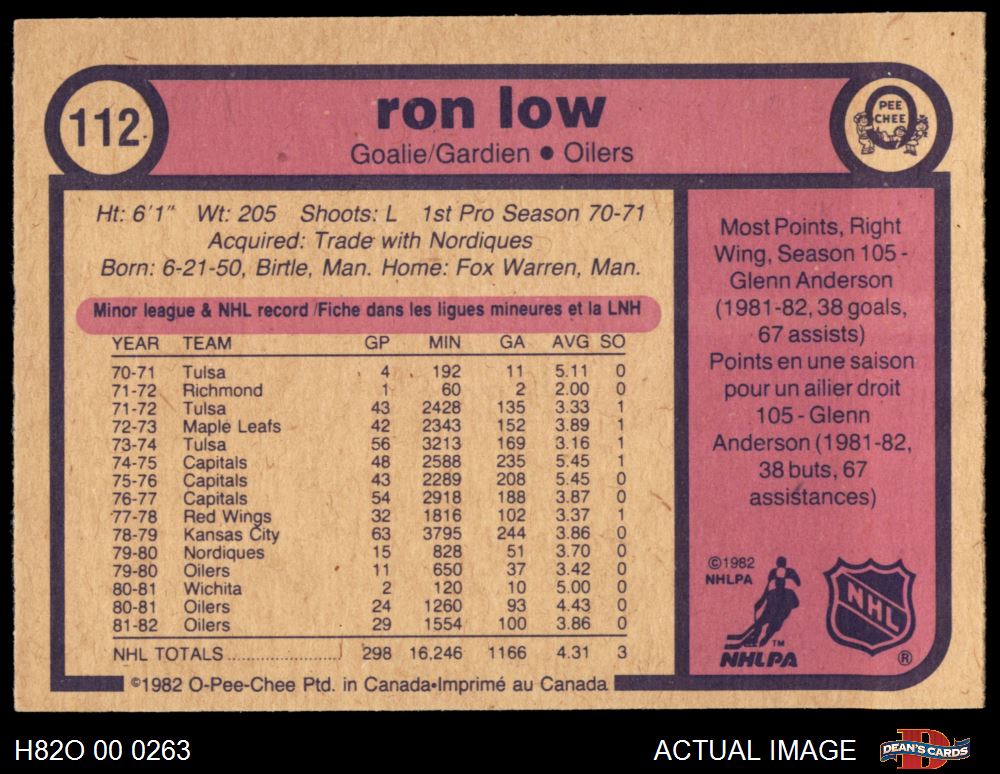 112
ron low
Goalie/Gardien • Oilers
PEE
CHEE
Ht: 6'1" Wt: 205 Shoots: L 1st Pro Season 70-71
Acquired: Trade with Nordiques
Born: 6-21-50, Birtle, Man. Home: Fox Warren, Man.
Minor league & NHL record /Fiche dans les ligues mineures et la LNH
YEAR TEAM GP MIN GA AVG SO
70-71 Tulsa 4 192 11 5.11 0
71-72 Richmond 1 60 2 2.00 0
71-72 Tulsa 43 2428 135 3.33 1
72-73 Maple Leafs 42 2343 152 3.89 1
73-74 Tulsa 56 3213 169 3.16 1
74-75 Capitals 48 2588 235 5.45 1
75-76 Capitals 43 2289 208 5.45 0
76-77 Capitals 54 2918 188 3.87 0
77-78 Red Wings 32 1816 102 3.37 1
78-79 Kansas City 63 3795 244 3.86 0
79-80 Nordiques 15 828 51 3.70 0
79-80 Oilers 11 650 37 3.42 0
80-81 Wichita 2 120 10 5.00 0
80-81 Oilers 24 1260 93 4.43 0
81-82 Oilers 29 1554 100 3.86 0
NHL TOTALS.................. 298 16,246 1166 4.31 3
©1982 O-Pee-Chee Ptd. in Canada•Imprimé au Canada
Most Points, Right
Wing, Season 105 -
Glenn Anderson
(1981-82, 38 goals,
67 assists)
Points en une saison
pour un ailier droit
105 - Glenn
Anderson (1981-82,
38 buts, 67
assistances)
©1982
NHLPA
NHL
®
TM
NHLPA
H82O 00 0263
ACTUAL IMAGE
DEAN'S CARDS